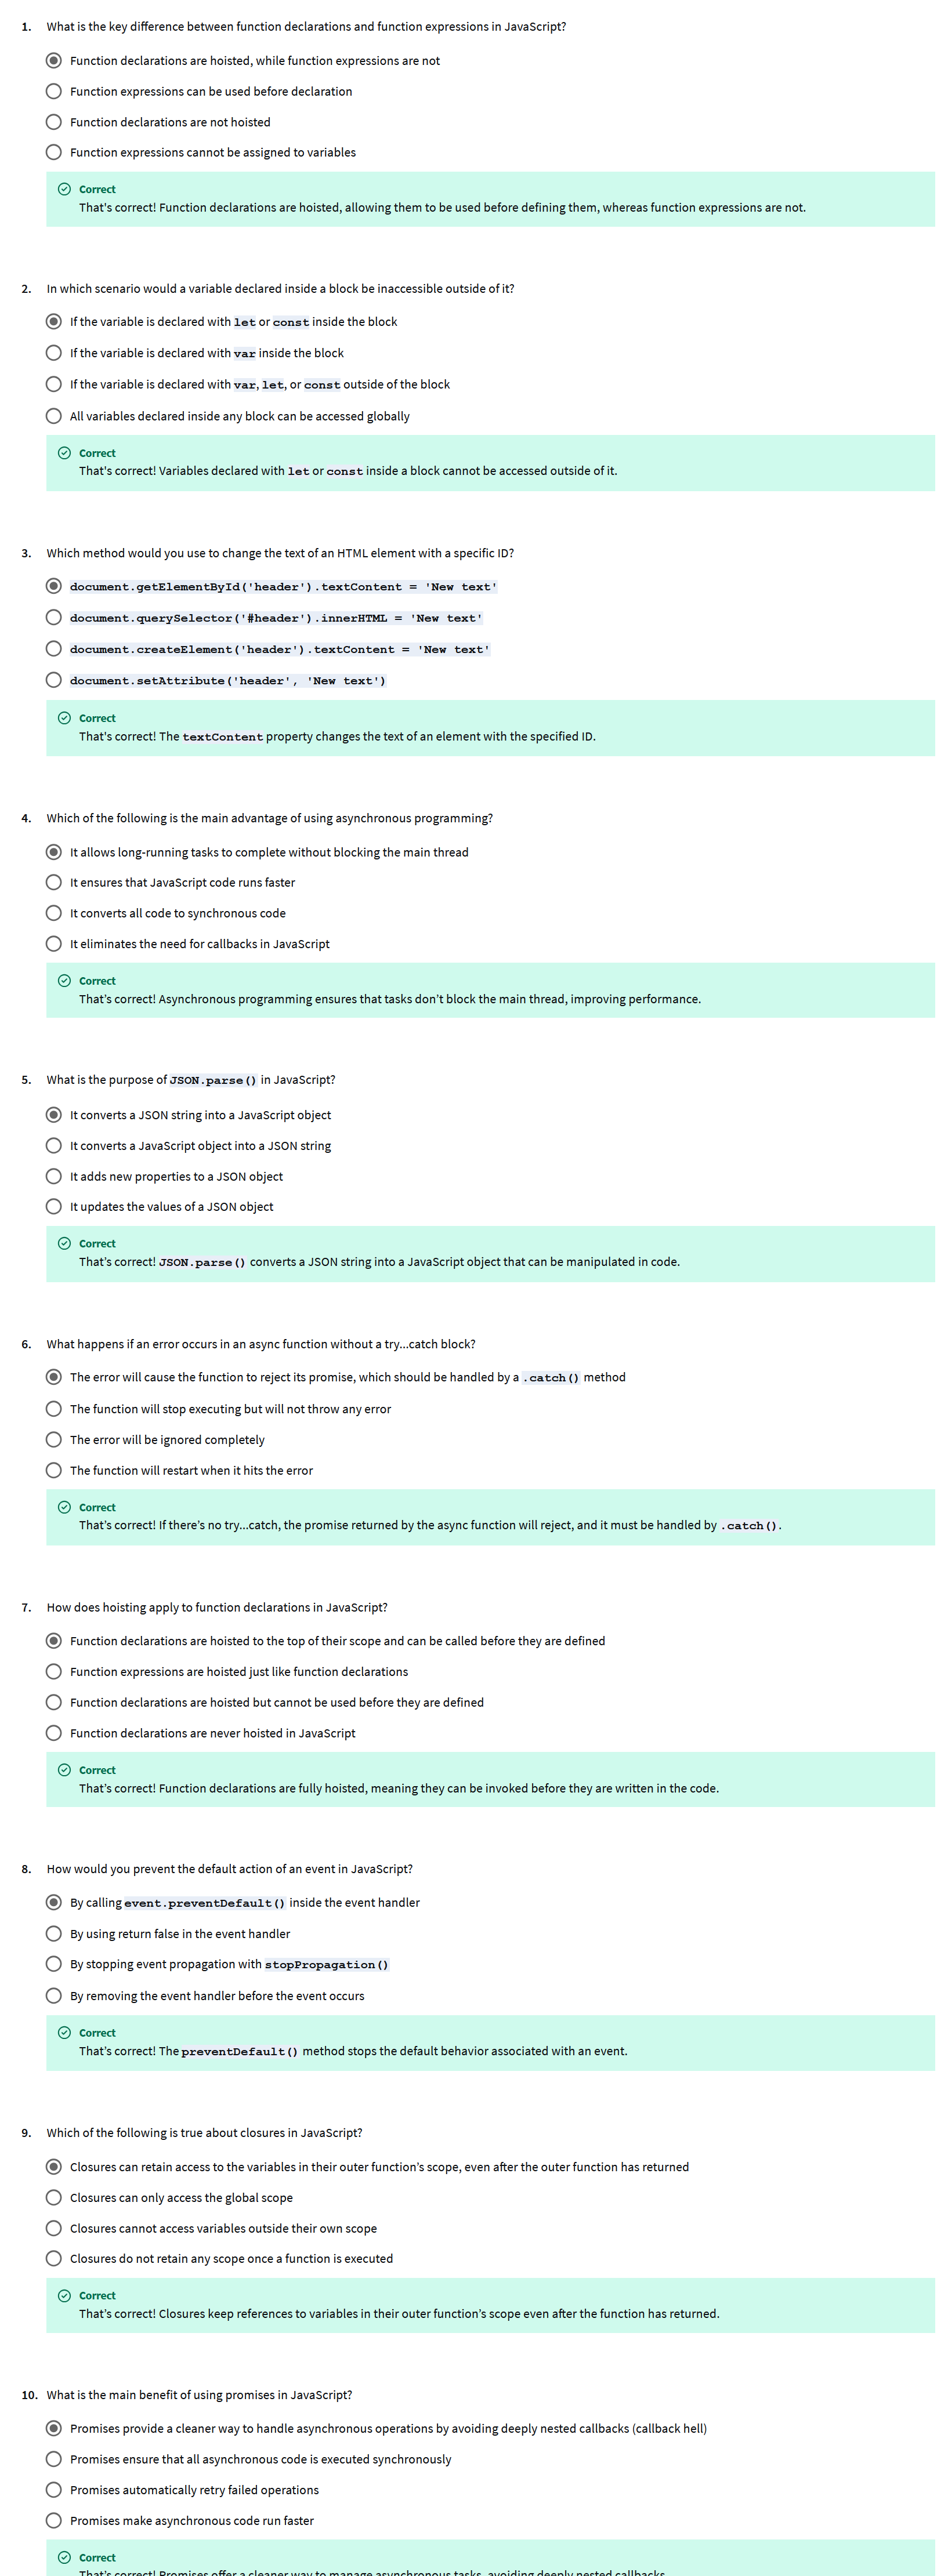 1. What is the key difference between function declarations and function expressions in JavaScript?
Function declarations are hoisted, while function expressions are not
Function expressions can be used before declaration
Function declarations are not hoisted
Function expressions cannot be assigned to variables
Correct
That's correct! Function declarations are hoisted, allowing them to be used before defining them, whereas function expressions are not.
2. In which scenario would a variable declared inside a block be inaccessible outside of it?
If the variable is declared with let or const inside the block
If the variable is declared with var inside the block
If the variable is declared with var, let, or const outside of the block
All variables declared inside any block can be accessed globally
Correct
That's correct! Variables declared with let or const inside a block cannot be accessed outside of it.
3. Which method would you use to change the text of an HTML element with a specific ID?
document.getElementById('header').textContent = 'New text'
document.querySelector('#header').innerHTML = 'New text'
document.createElement('header').textContent = 'New text'
document.setAttribute('header', 'New text')
Correct
That's correct! The textContent property changes the text of an element with the specified ID.
4. Which of the following is the main advantage of using asynchronous programming?
It allows long-running tasks to complete without blocking the main thread
It ensures that JavaScript code runs faster
It converts all code to synchronous code
It eliminates the need for callbacks in JavaScript
Correct
That's correct! Asynchronous programming ensures that tasks don't block the main thread, improving performance.
5. What is the purpose of JSON.parse() in JavaScript?
It converts a JSON string into a JavaScript object
It converts a JavaScript object into a JSON string
It adds new properties to a JSON object
It updates the values of a JSON object
Correct
That's correct! JSON.parse() converts a JSON string into a JavaScript object that can be manipulated in code.
6. What happens if an error occurs in an async function without a try...catch block?
The error will cause the function to reject its promise, which should be handled by a .catch() method
The function will stop executing but will not throw any error
The error will be ignored completely
The function will restart when it hits the error
Correct
That's correct! If there's no try...catch, the promise returned by the async function will reject, and it must be handled by .catch().
7. How does hoisting apply to function declarations in JavaScript?
Function declarations are hoisted to the top of their scope and can be called before they are defined
Function expressions are hoisted just like function declarations
Function declarations are hoisted but cannot be used before they are defined
Function declarations are never hoisted in JavaScript
Correct
That's correct! Function declarations are fully hoisted, meaning they can be invoked before they are written in the code.
8. How would you prevent the default action of an event in JavaScript?
By calling event.preventDefault() inside the event handler
By using return false in the event handler
By stopping event propagation with stopPropagation()
By removing the event handler before the event occurs
Correct
That's correct! The preventDefault() method stops the default behavior associated with an event.
9. Which of the following is true about closures in JavaScript?
Closures can retain access to the variables in their outer function's scope, even after the outer function has returned
Closures can only access the global scope
Closures cannot access variables outside their own scope
Closures do not retain any scope once a function is executed
Correct
That's correct! Closures keep references to variables in their outer function's scope even after the function has returned.
10. What is the main benefit of using promises in JavaScript?
Promises provide a cleaner way to handle asynchronous operations by avoiding deeply nested callbacks (callback hell)
Promises ensure that all asynchronous code is executed synchronously
Promises automatically retry failed operations
Promises make asynchronous code run faster
Correct
That's correct! Promises offer a cleaner way to manage asynchronous tasks, avoiding deeply nested callbacks.